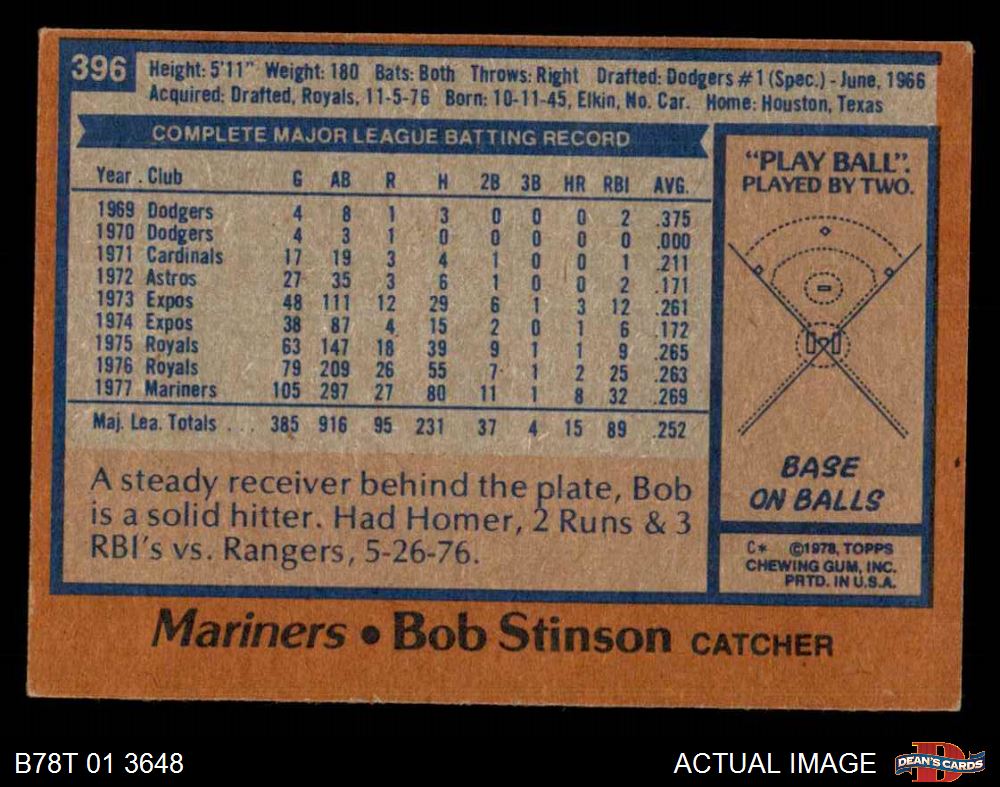 396
Height: 5'11" Weight: 180 Bats: Both Throws: Right Drafted: Dodgers #1 (Spec.) - June, 1966
Acquired: Drafted, Royals, 11-5-76 Born: 10-11-45, Elkin, No. Car. Home: Houston, Texas
COMPLETE MAJOR LEAGUE BATTING RECORD
Year . Club G AB R H 2B 3B HR RBI AVG.
1969 Dodgers 4 8 1 3 0 0 0 2 .375
1970 Dodgers 4 3 1 0 0 0 0 0 .000
1971 Cardinals 17 19 3 4 1 0 0 1 .211
1972 Astros 27 35 3 6 1 0 0 2 .171
1973 Expos 48 111 12 29 6 1 3 12 .261
1974 Expos 38 87 4 15 2 0 1 6 .172
1975 Royals 63 147 18 39 9 1 1 9 .265
1976 Royals 79 209 26 55 7 1 2 25 .263
1977 Mariners 105 297 27 80 11 1 8 32 .269
Maj. Lea. Totals . . . 385 916 95 231 37 4 15 89 .252
A steady receiver behind the plate, Bob
is a solid hitter. Had Homer, 2 Runs & 3
RBI's vs. Rangers, 5-26-76.
"PLAY BALL":
PLAYED BY TWO.
BASE
ON BALLS
C* ©1978, TOPPS
CHEWING GUM, INC.
PRTD. IN U.S.A.
Mariners • Bob Stinson CATCHER
B78T 01 3648
ACTUAL IMAGE
DEAN'S CARDS